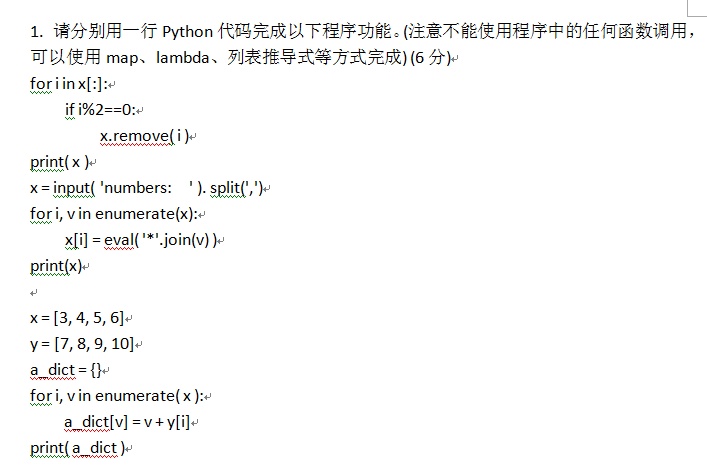 1. 请分别用一行 Python 代码完成以下程序功能。(注意不能使用程序中的任何函数调用，
可以使用 map、lambda、列表推导式等方式完成)(6 分)
for i in x[:]:
if i%2==0:
x.remove( i )
print( x )
x = input( 'numbers: ' ). split(',')
for i, v in enumerate(x):
x[i] = eval( '*'.join(v) )
print(x)
x = [3, 4, 5, 6]
y = [7, 8, 9, 10]
a_dict = {}
for i, v in enumerate( x ):
a_dict[v] = v + y[i]
print( a_dict )